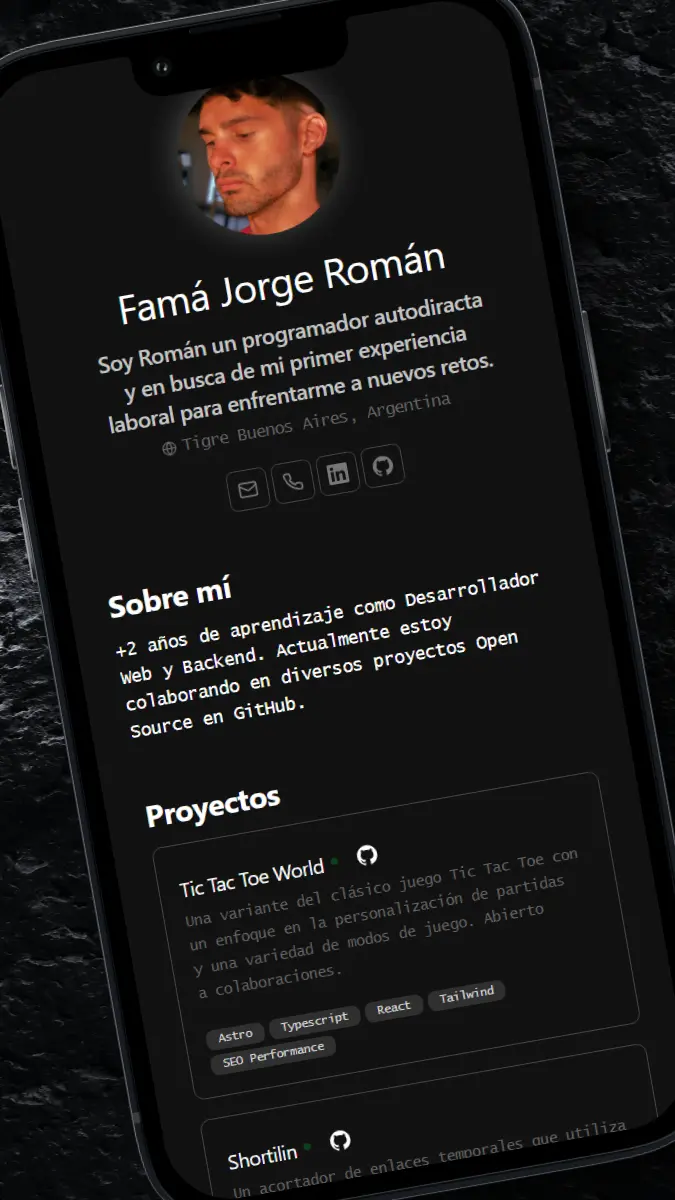 Famá Jorge Román
Soy Román un programador autodiracta
y en busca de mi primer experiencia
laboral para enfrentarme a nuevos retos.
Tigre Buenos Aires, Argentina
in
Sobre mí
+2 años de aprendizaje como Desarrollador
Web y Backend. Actualmente estoy
colaborando en diversos proyectos Open
Source en GitHub.
Proyectos
Tic Tac Toe World
Una variante del clásico juego Tic Tac Toe con
un enfoque en la personalización de partidas
y una variedad de modos de juego. Abierto
a colaboraciones.
Astro Typescript React Tailwind
SEO Performance
Shortilin
Un acortador de enlaces temporales que utiliza